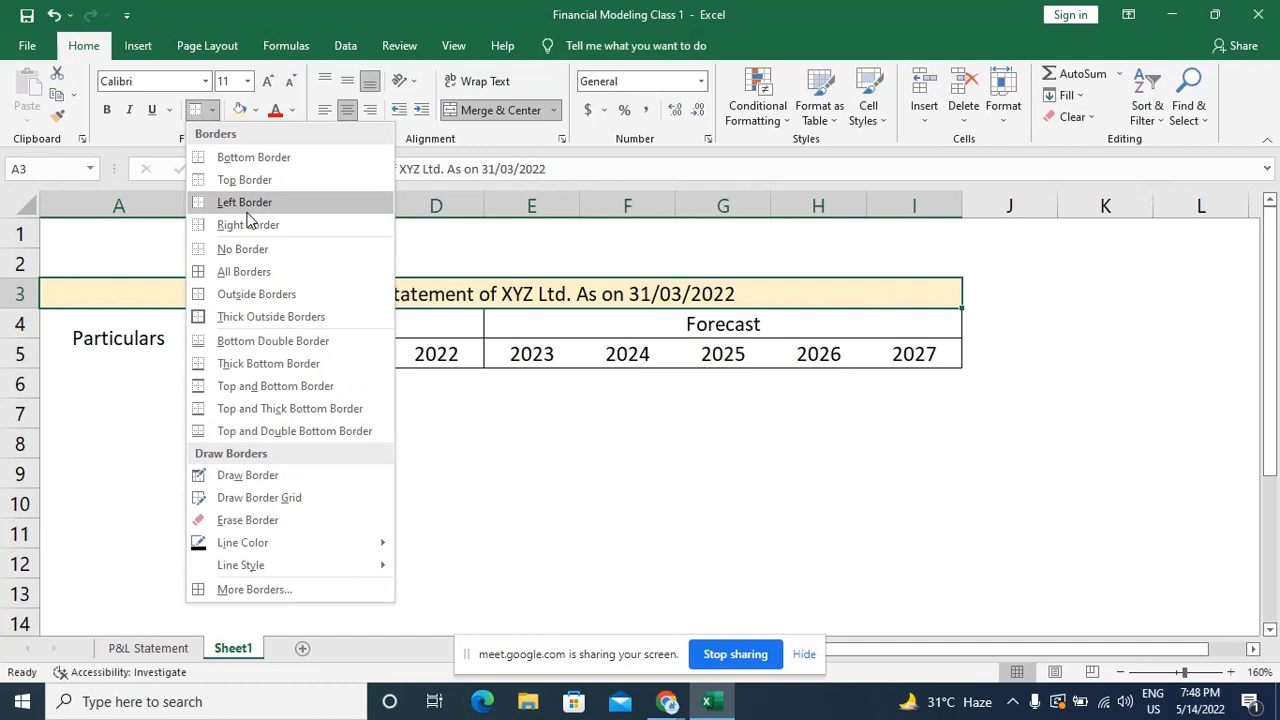 Financial Modeling Class 1 - Excel
Sign in
File Home Insert Page Layout Formulas Data Review View Help Tell me what you want to do Share
Paste
Calibri 11
B I U A
Wrap Text
Merge & Center
General
$ % ,
Conditional Formatting
Format as Table
Cell Styles
Insert
Delete
Format
AutoSum
Fill
Clear
Sort & Filter
Find & Select
Clipboard
Alignment
Number
Styles
Cells
Editing
A3
XYZ Ltd. As on 31/03/2022
Borders
Bottom Border
Top Border
Left Border
Right Border
No Border
All Borders
Outside Borders
Thick Outside Borders
Bottom Double Border
Thick Bottom Border
Top and Bottom Border
Top and Thick Bottom Border
Top and Double Bottom Border
Draw Borders
Draw Border
Draw Border Grid
Erase Border
Line Color
Line Style
More Borders...
A D E F G H I J K L
1
2
3 tatement of XYZ Ltd. As on 31/03/2022
4 Particulars Forecast
5 2022 2023 2024 2025 2026 2027
6
7
8
9
10
11
12
13
14
P&L Statement Sheet1
meet.google.com is sharing your screen. Stop sharing Hide
Ready Accessibility: Investigate 160%
Type here to search
31°C Haze
ENG
US
7:48 PM
5/14/2022
1